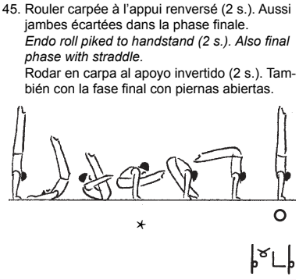 45. Rouler carpée à l'appui renversé (2 s.). Aussi
jambes écartées dans la phase finale.
Endo roll piked to handstand (2 s.). Also final
phase with straddle.
Rodar en carpa al apoyo invertido (2 s.). Tam-
bién con la fase final con piernas abiertas.